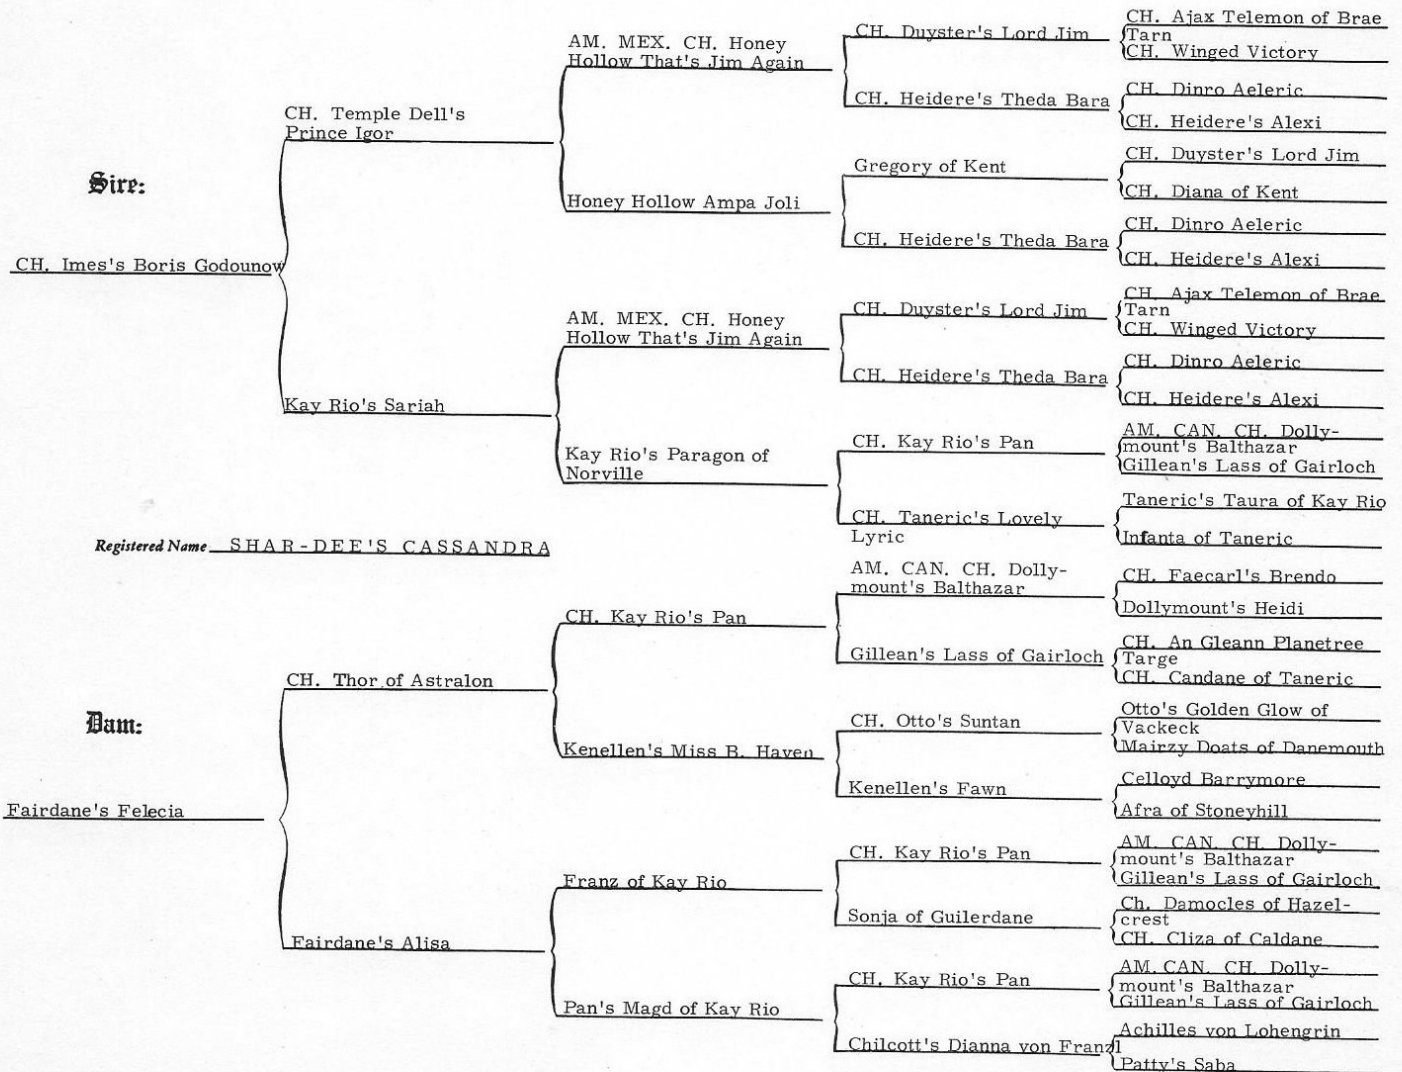 Sire:
CH. Imes's Boris Godounow
CH. Temple Dell's
Prince Igor
Kay Rio's Sariah
AM. MEX. CH. Honey
Hollow That's Jim Again
Honey Hollow Ampa Joli
AM. MEX. CH. Honey
Hollow That's Jim Again
Kay Rio's Paragon of
Norville
CH. Duyster's Lord Jim
CH. Heidere's Theda Bara
Gregory of Kent
CH. Heidere's Theda Bara
CH. Duyster's Lord Jim
CH. Heidere's Theda Bara
CH. Kay Rio's Pan
CH. Taneric's Lovely
Lyric
CH. Ajax Telemon of Brae
Tarn
CH. Winged Victory
CH. Dinro Aeleric
CH. Heidere's Alexi
CH. Duyster's Lord Jim
CH. Diana of Kent
CH. Dinro Aeleric
CH. Heidere's Alexi
CH. Ajax Telemon of Brae
Tarn
CH. Winged Victory
CH. Dinro Aeleric
CH. Heidere's Alexi
AM. CAN. CH. Dolly-
mount's Balthazar
Gillean's Lass of Gairloch
Taneric's Taura of Kay Rio
Infanta of Taneric
Registered Name SHAR-DEE'S CASSANDRA
Dam:
Fairdane's Felecia
CH. Thor of Astralon
Fairdane's Alisa
CH. Kay Rio's Pan
Kenellen's Miss B. Haven
Franz of Kay Rio
Pan's Magd of Kay Rio
AM. CAN. CH. Dolly-
mount's Balthazar
Gillean's Lass of Gairloch
CH. Otto's Suntan
Kenellen's Fawn
CH. Kay Rio's Pan
Sonja of Guilerdane
CH. Kay Rio's Pan
Chilcott's Dianna von Franzl
CH. Faecarl's Brendo
Dollymount's Heidi
CH. An Gleann Planetree
Targe
CH. Candane of Taneric
Otto's Golden Glow of
Vackeck
Mairzy Doats of Danemouth
Celloyd Barrymore
Afra of Stoneyhill
AM. CAN. CH. Dolly-
mount's Balthazar
Gillean's Lass of Gairloch
Ch. Damocles of Hazel-
crest
CH. Cliza of Caldane
AM. CAN. CH. Dolly-
mount's Balthazar
Gillean's Lass of Gairloch
Achilles von Lohengrin
Patty's Saba